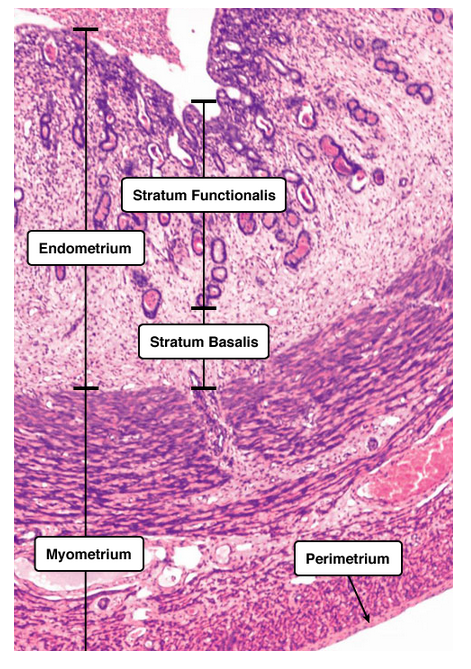 Stratum Functionalis
Endometrium
Stratum Basalis
Myometrium
Perimetrium